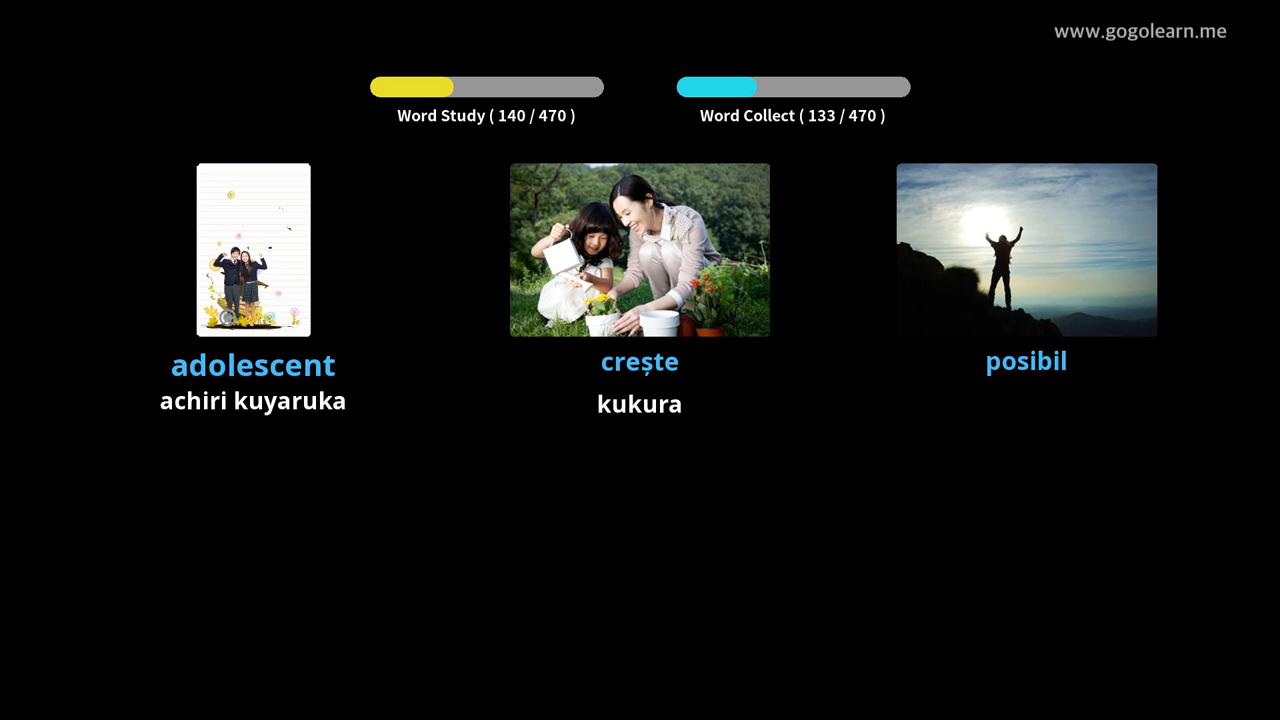 www.gogolearn.me
Word Study ( 140 / 470 )
Word Collect ( 133 / 470 )
adolescent
achiri kuyaruka
crește
kukura
posibil